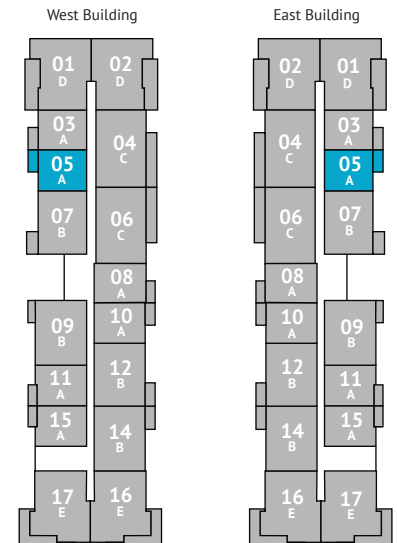 West Building
01
D
02
D
03
A
04
C
05
A
07
B
06
C
08
A
09
B
10
A
11
A
12
B
15
A
14
B
17
E
16
E
East Building
02
D
01
D
03
A
04
C
05
A
07
B
06
C
08
A
10
A
09
B
12
B
11
A
15
A
14
B
16
E
17
E